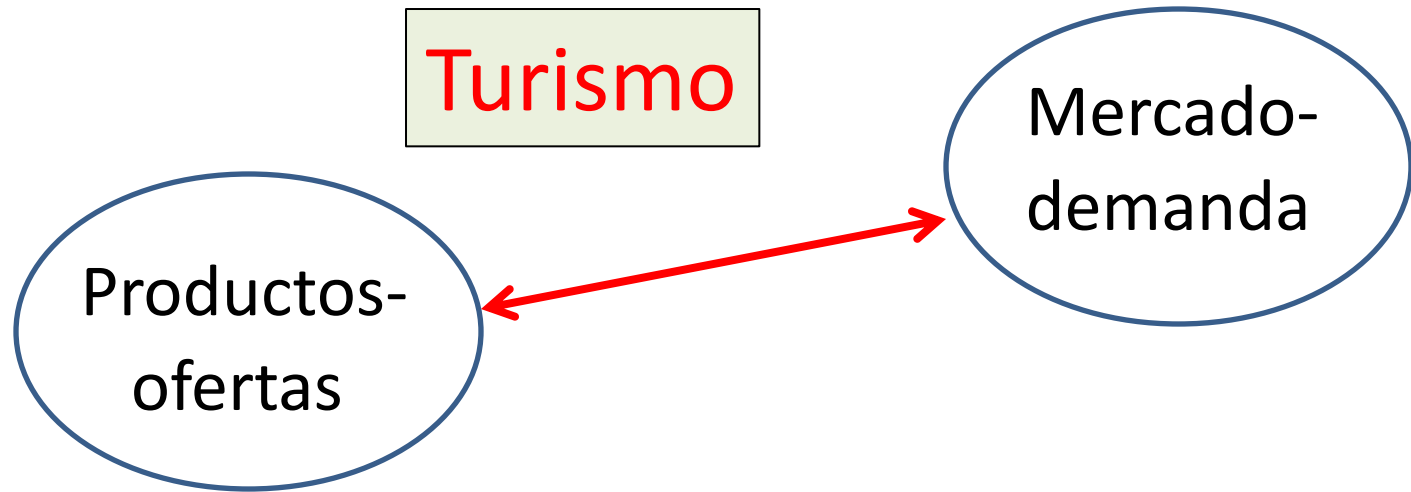 Turismo
Mercado-
demanda
Productos-
ofertas